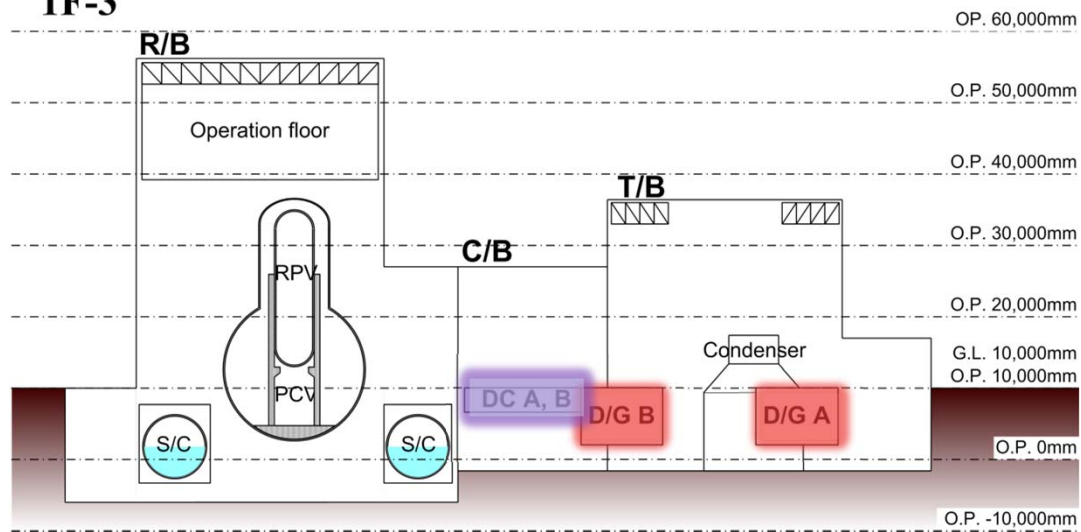 1F-3
OP. 60,000mm
R/B
O.P. 50,000mm
Operation floor
O.P. 40,000mm
T/B
O.P. 30,000mm
C/B
RPV
O.P. 20,000mm
Condenser
G.L. 10,000mm
O.P. 10,000mm
PCV
DC A, B
D/G B
D/G A
S/C
S/C
O.P. 0mm
O.P. -10,000mm